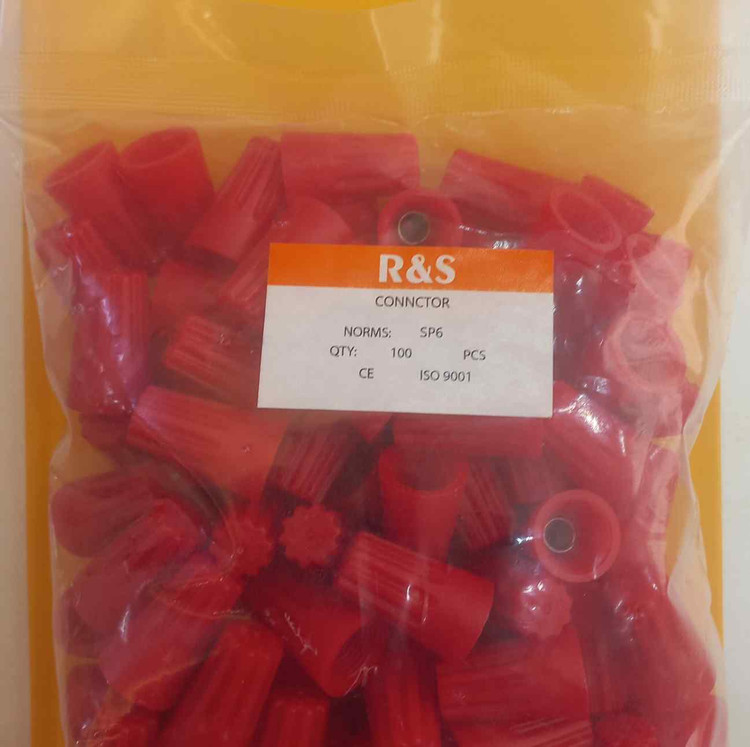 R&S
CONNCTOR
NORMS: SP6
QTY: 100 PCS
CE ISO 9001